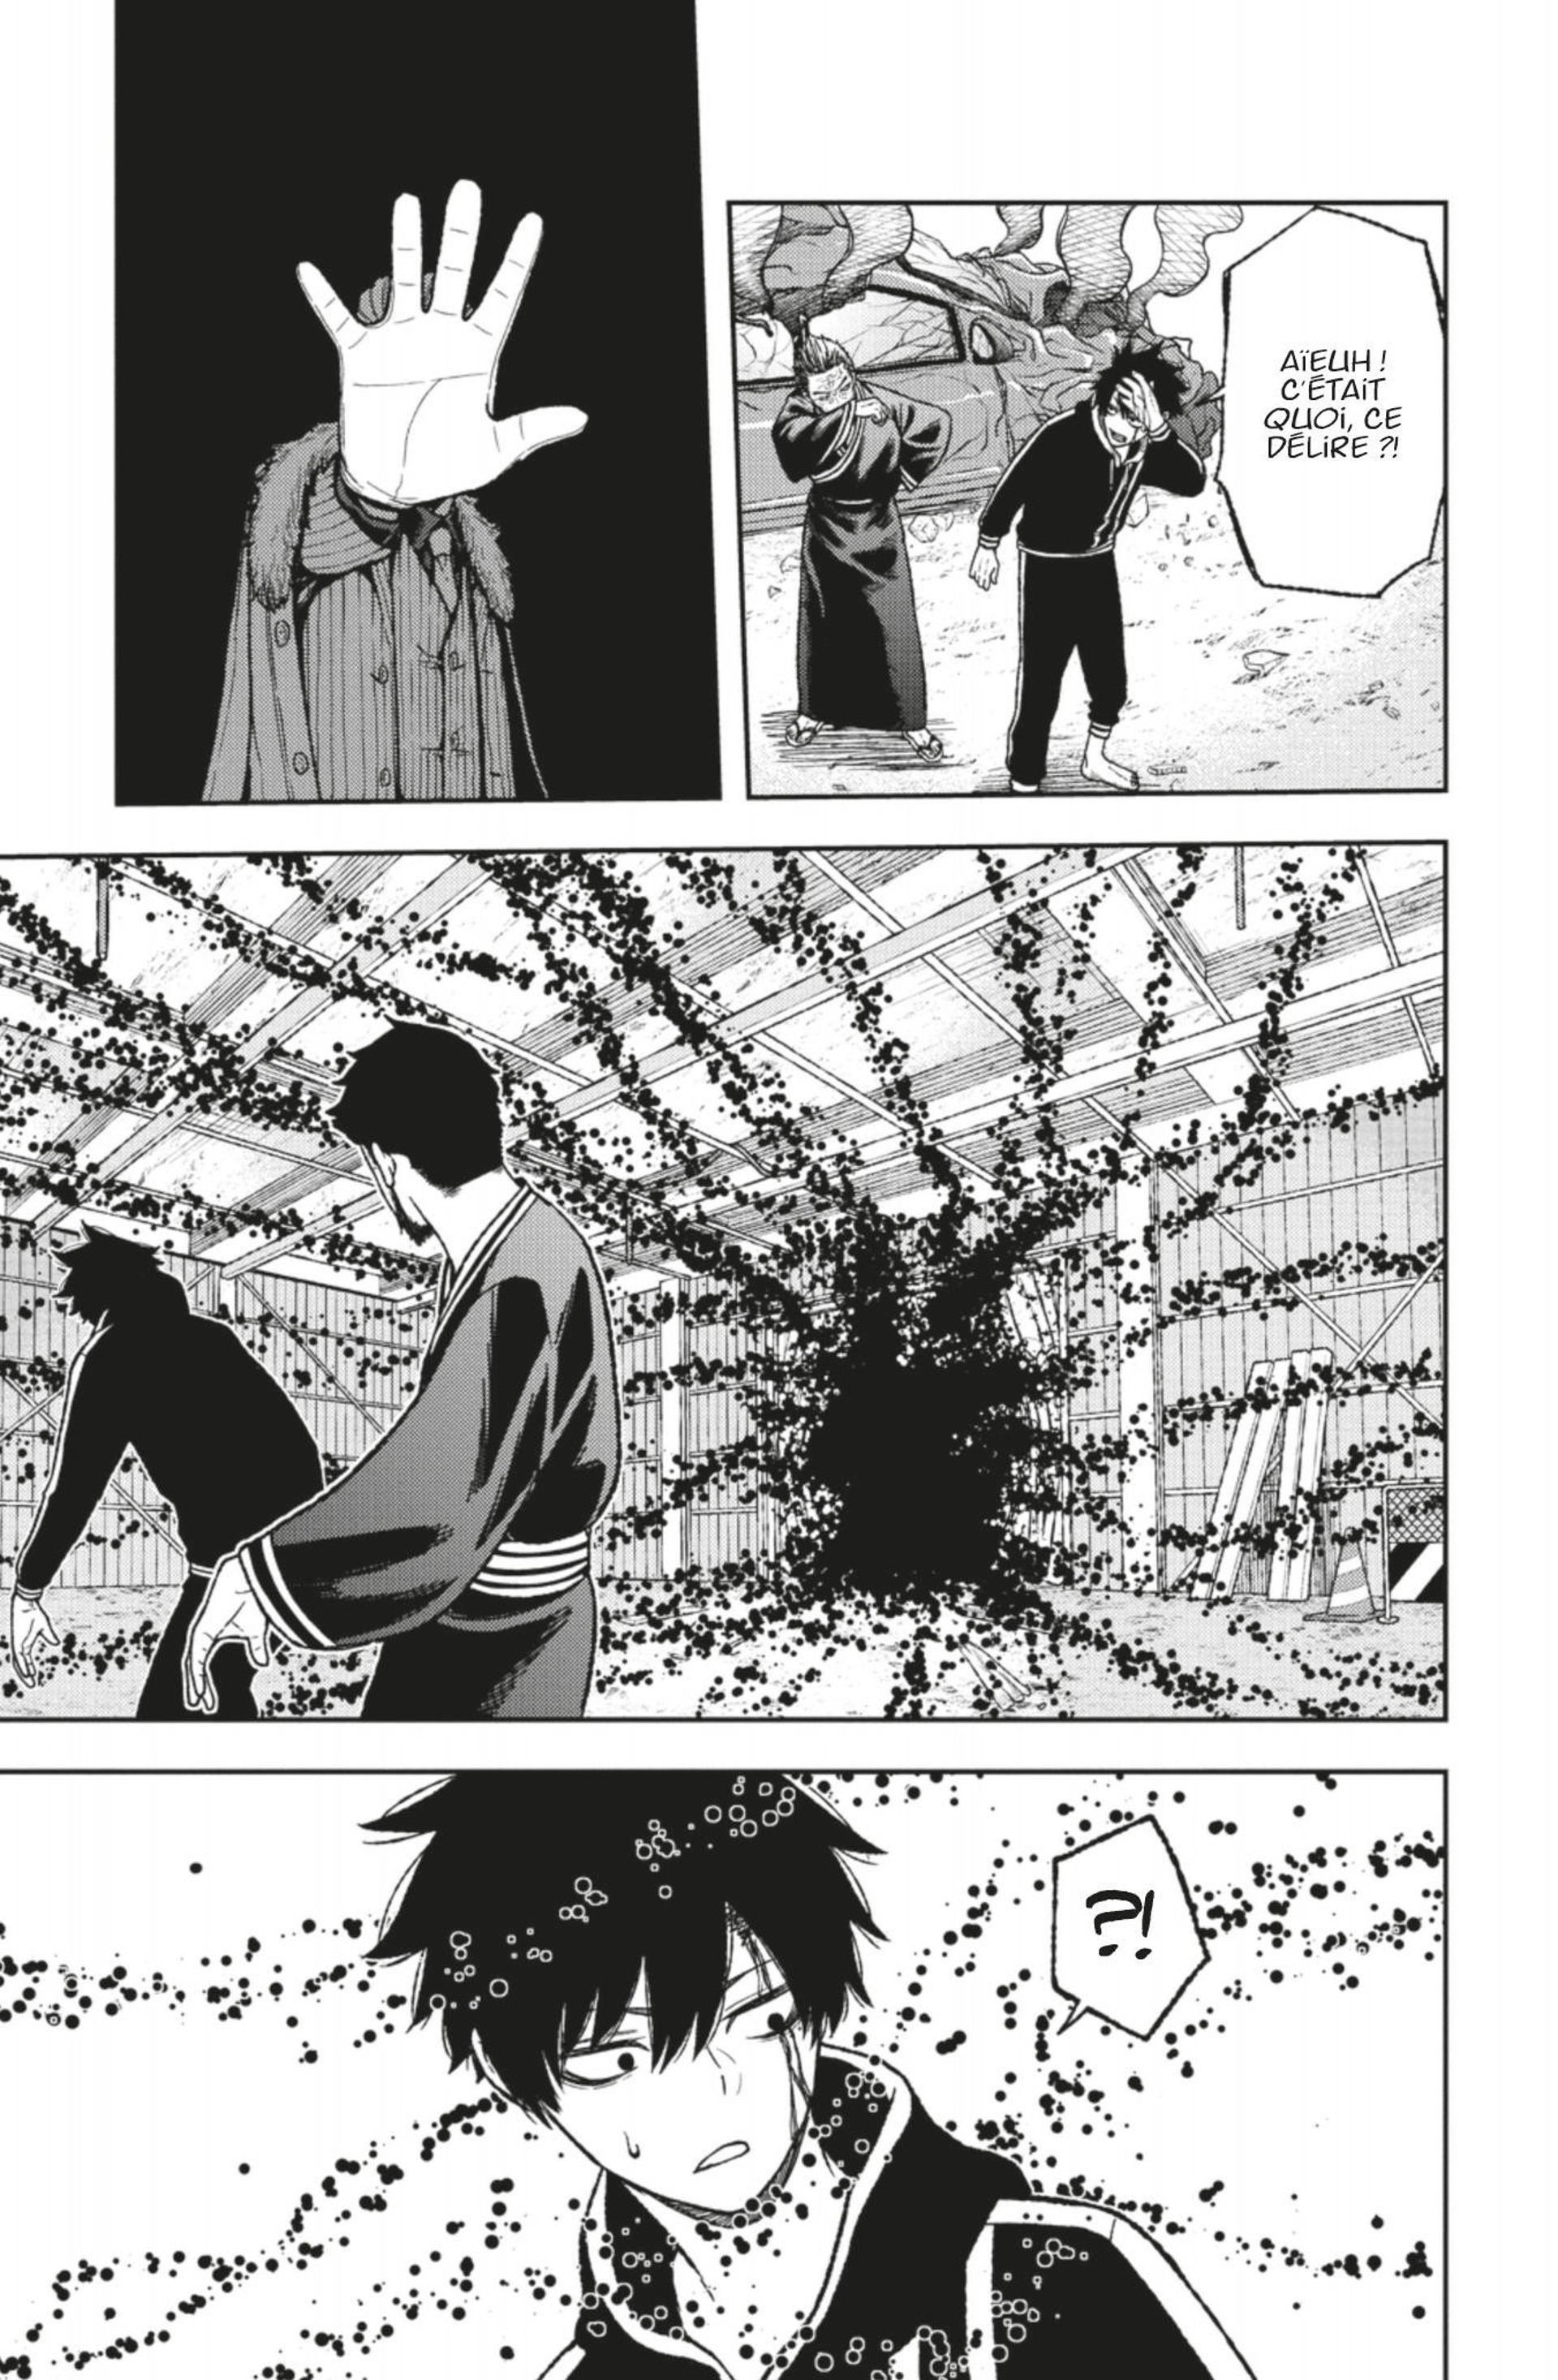 AÏEUH !
C'ÉTAIT
QUOI, CE
DÉLIRE ?!
?!